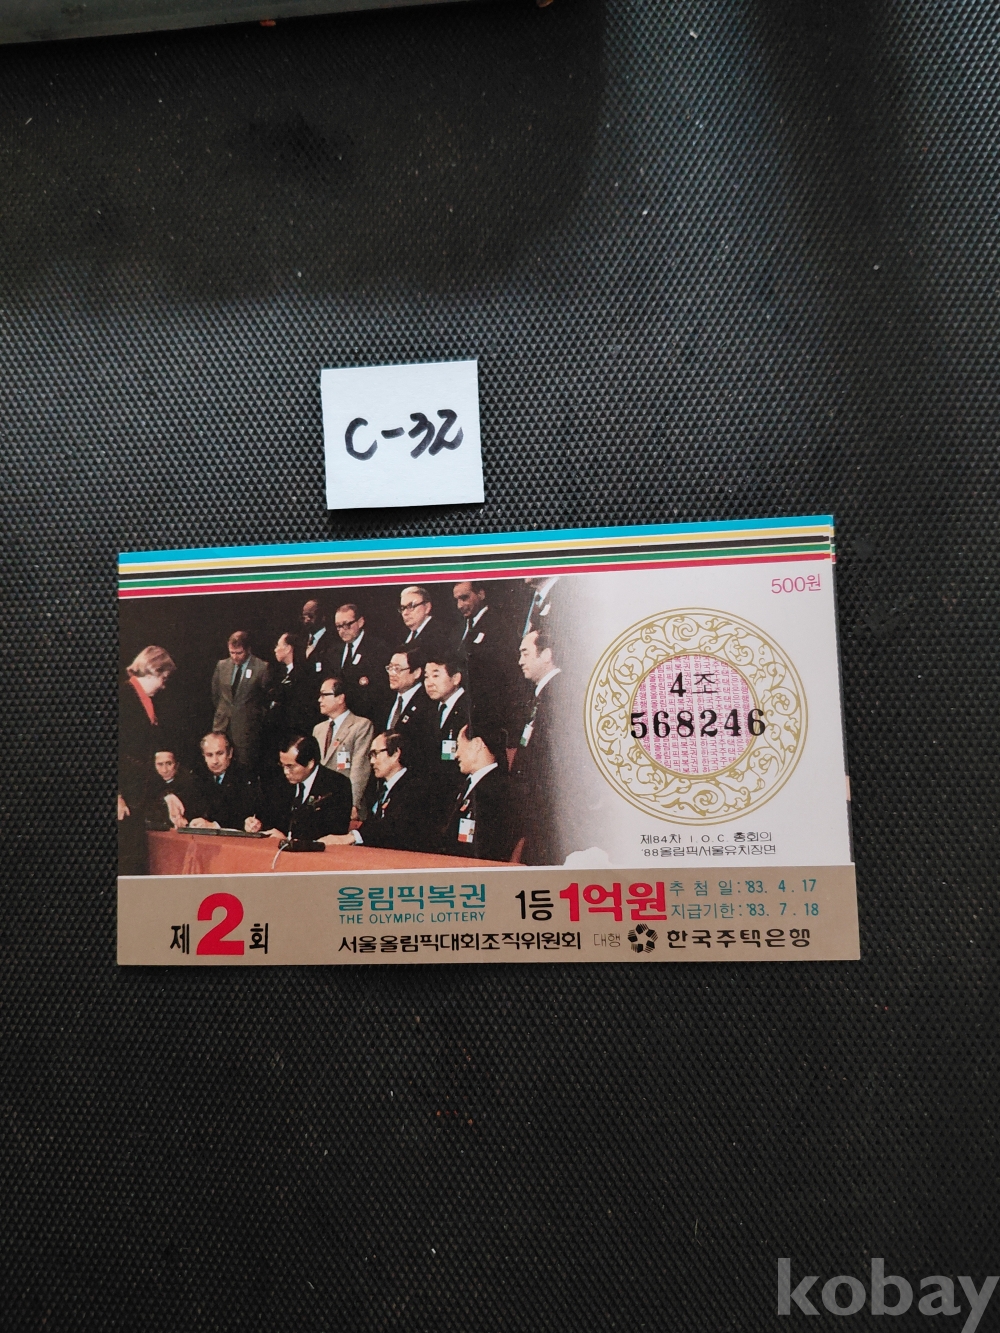 C-32
500원
4조
568246
제84차 I.O.C 총회의
'88올림픽서울유치장면
제2회
올림픽복권
THE OLYMPIC LOTTERY
1등 1억원
추첨일:'83. 4. 17
지급기한:'83. 7. 18
서울올림픽대회조직위원회 대행 한국주택은행
kobay